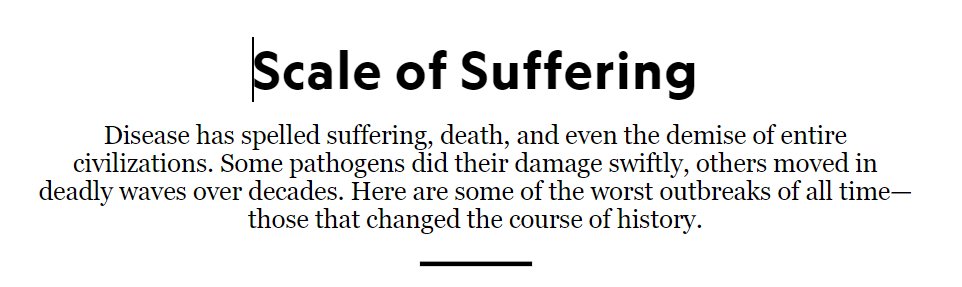 Scale of Suffering
Disease has spelled suffering, death, and even the demise of entire
civilizations. Some pathogens did their damage swiftly, others moved in
deadly waves over decades. Here are some of the worst outbreaks of all time—
those that changed the course of history.